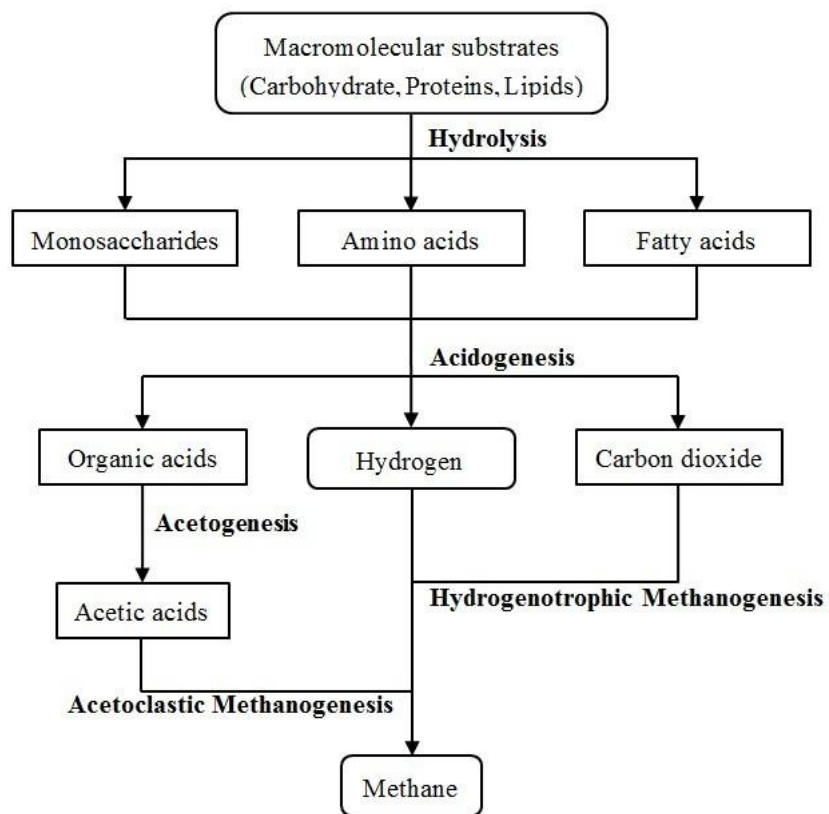 Macromolecular substrates
(Carbohydrate, Proteins, Lipids)
Hydrolysis
Monosaccharides
Amino acids
Fatty acids
Acidogenesis
Organic acids
Hydrogen
Carbon dioxide
Acetogenesis
Acetic acids
Hydrogenotrophic Methanogenesis
Acetoclastic Methanogenesis
Methane